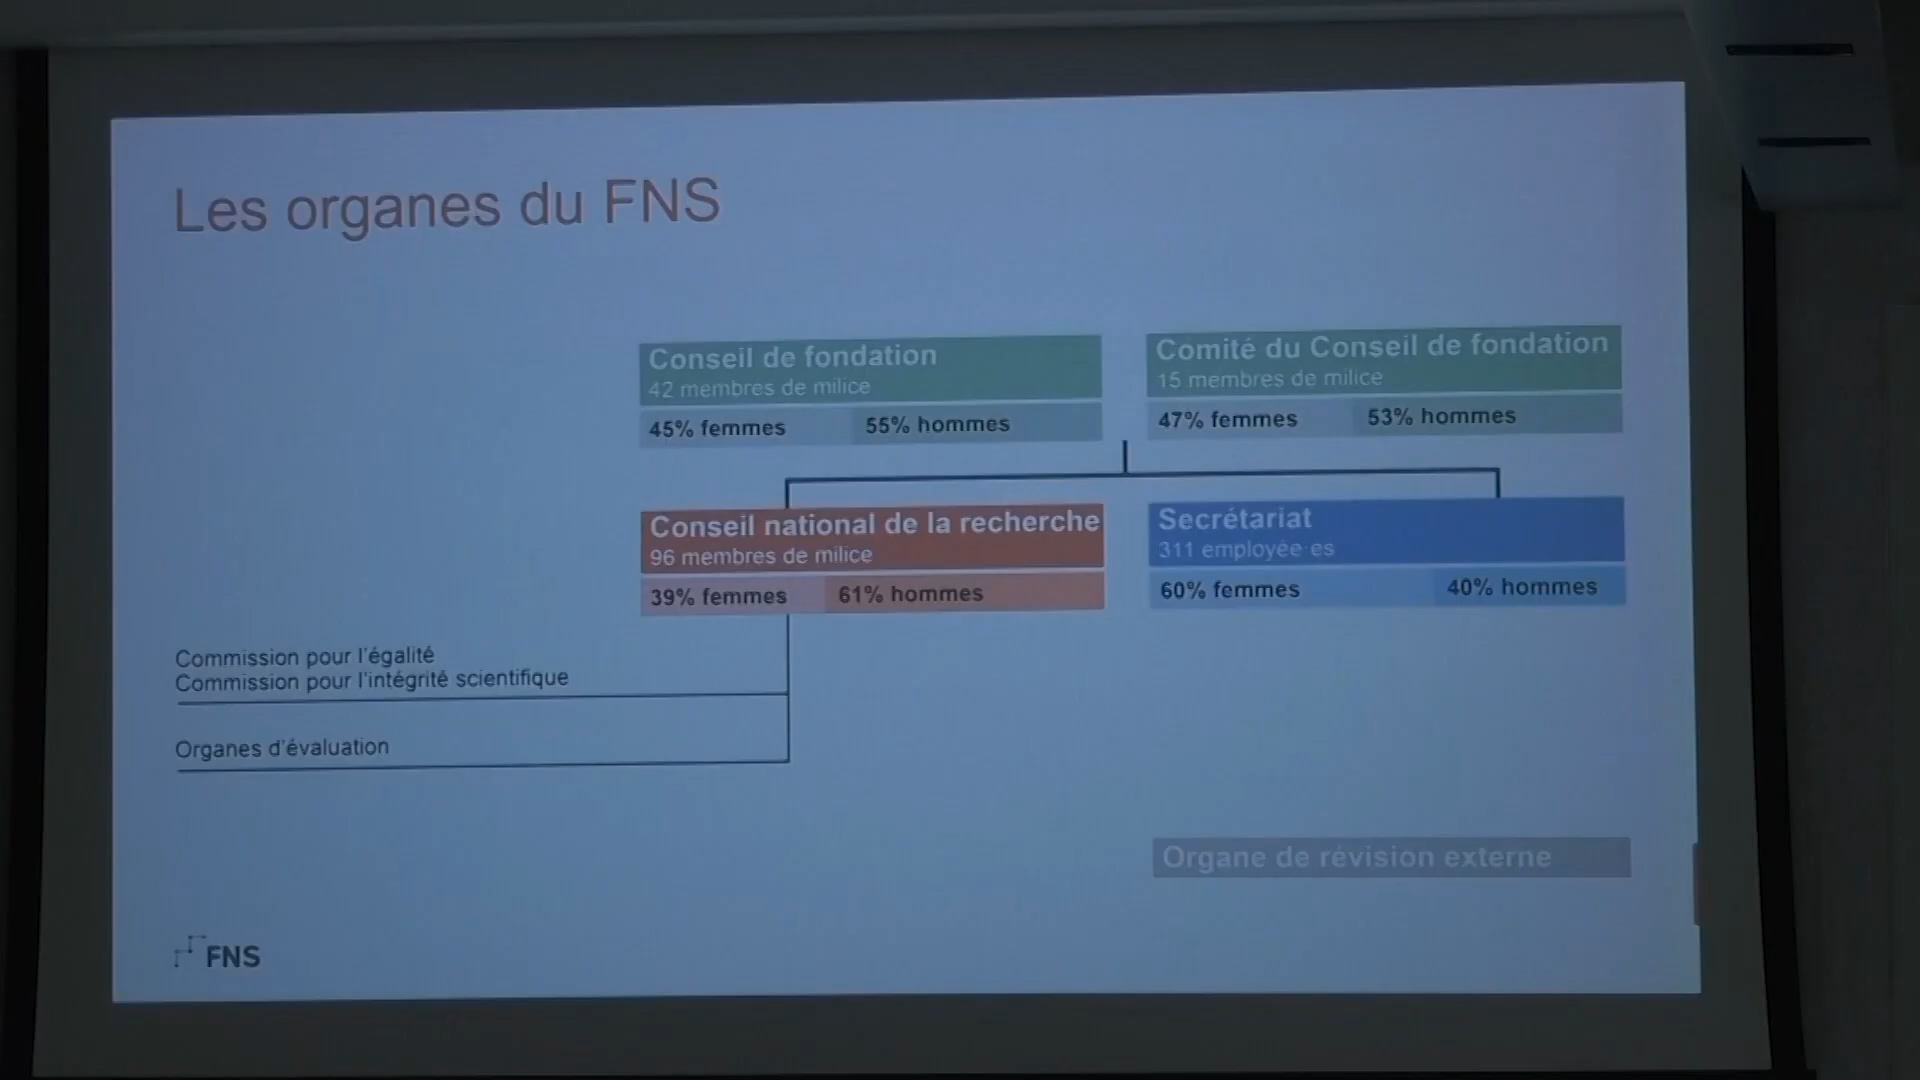 Les organes du FNS
Conseil de fondation
42 membres de milice
45% femmes
55% hommes
Comité du Conseil de fondation
15 membres de milice
47% femmes
53% hommes
Conseil national de la recherche
96 membres de milice
39% femmes
61% hommes
Secrétariat
311 employée·es
60% femmes
40% hommes
Commission pour l'égalité
Commission pour l'intégrité scientifique
Organes d'évaluation
Organe de révision externe
FNS